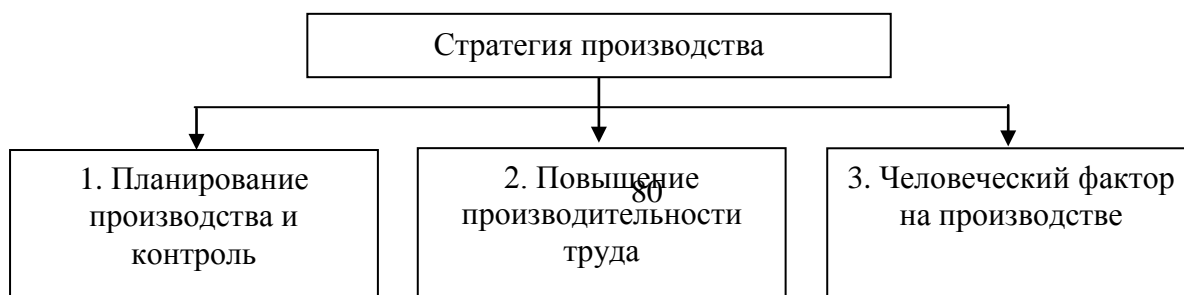 Стратегия производства
1. Планирование
производства и
контроль
2. Повышение
80
производительности
труда
3. Человеческий фактор
на производстве